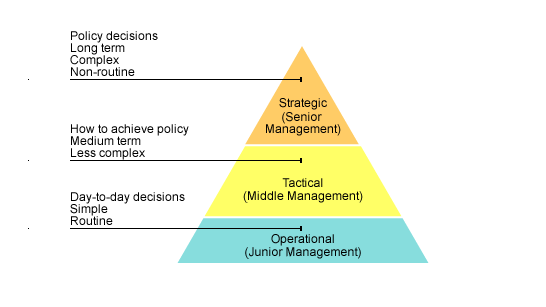 Policy decisions
Long term
Complex
Non-routine
Strategic
(Senior
Management)
How to achieve policy
Medium term
Less complex
Tactical
(Middle Management)
Day-to-day decisions
Simple
Routine
Operational
(Junior Management)